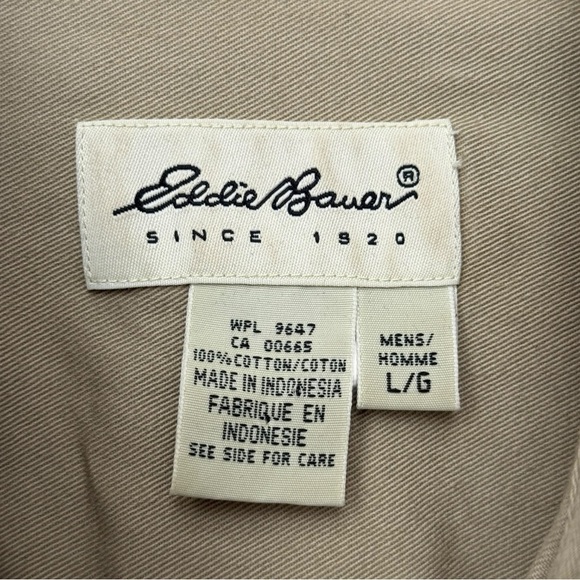 Eddie Bauer®
SINCE 1920
WPL 9647
CA 00665
100% COTTON/COTON
MADE IN INDONESIA
FABRIQUE EN
INDONESIE
SEE SIDE FOR CARE
MENS/
HOMME
L/G